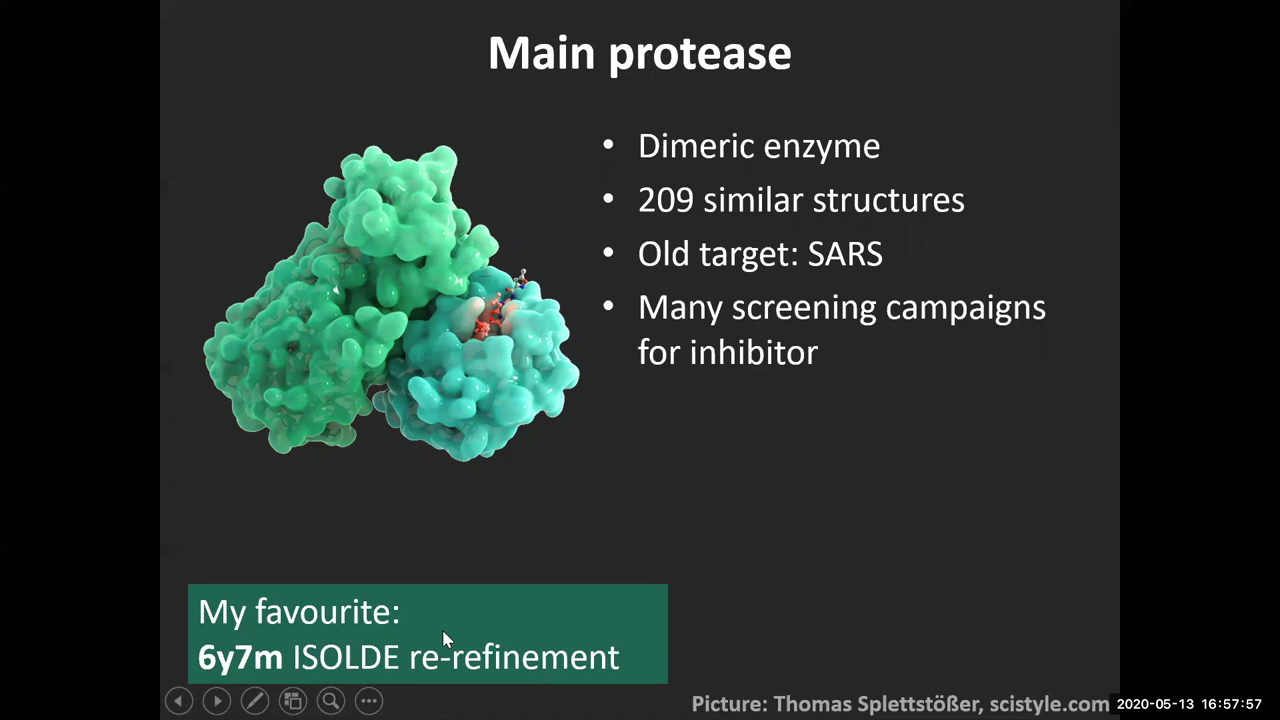 Main protease
• Dimeric enzyme
• 209 similar structures
• Old target: SARS
• Many screening campaigns
for inhibitor
My favourite:
6y7m ISOLDE re-refinement
Picture: Thomas Splettstößer, scistyle.com
2020-05-13 16:57:57